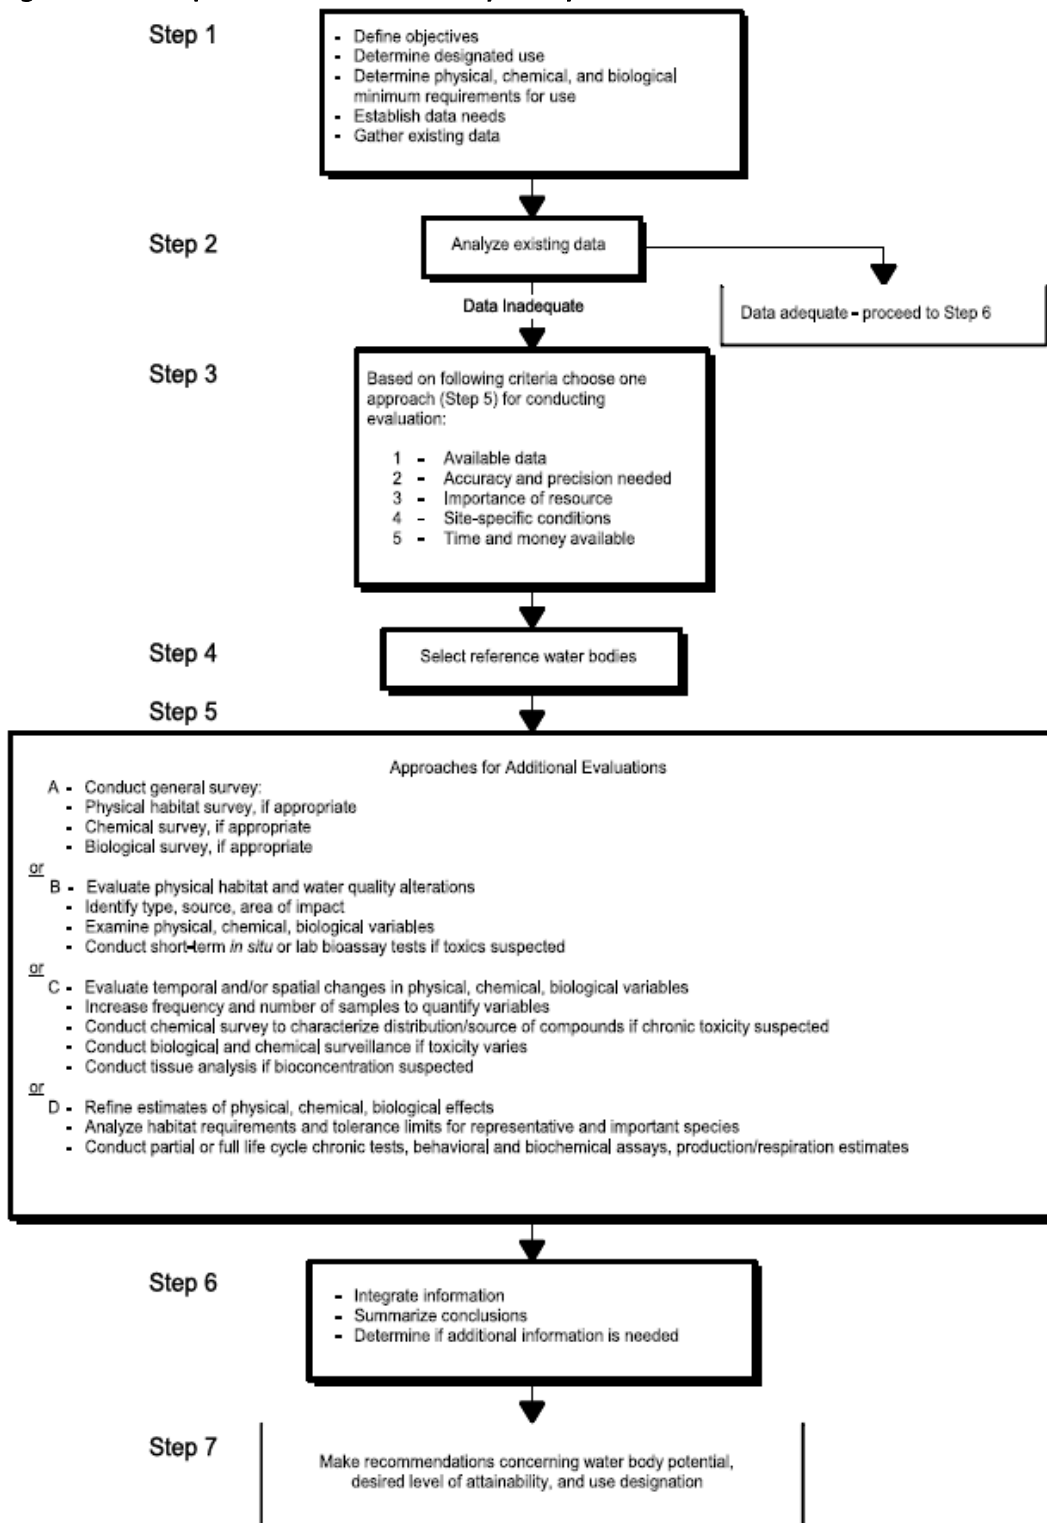 Step 1
- Define objectives
- Determine designated use
- Determine physical, chemical, and biological
minimum requirements for use
- Establish data needs
- Gather existing data
Step 2
Analyze existing data
Data Inadequate
Data adequate - proceed to Step 6
Step 3
Based on following criteria choose one
approach (Step 5) for conducting
evaluation:
1 - Available data
2 - Accuracy and precision needed
3 - Importance of resource
4 - Site-specific conditions
5 - Time and money available
Step 4
Select reference water bodies
Step 5
Approaches for Additional Evaluations
A - Conduct general survey:
- Physical habitat survey, if appropriate
- Chemical survey, if appropriate
- Biological survey, if appropriate
or
B - Evaluate physical habitat and water quality alterations
- Identify type, source, area of impact
- Examine physical, chemical, biological variables
- Conduct short-term in situ or lab bioassay tests if toxics suspected
or
C - Evaluate temporal and/or spatial changes in physical, chemical, biological variables
- Increase frequency and number of samples to quantify variables
- Conduct chemical survey to characterize distribution/source of compounds if chronic toxicity suspected
- Conduct biological and chemical surveillance if toxicity varies
- Conduct tissue analysis if bioconcentration suspected
or
D - Refine estimates of physical, chemical, biological effects
- Analyze habitat requirements and tolerance limits for representative and important species
- Conduct partial or full life cycle chronic tests, behavioral and biochemical assays, production/respiration estimates
Step 6
- Integrate information
- Summarize conclusions
- Determine if additional information is needed
Step 7
Make recommendations concerning water body potential,
desired level of attainability, and use designation